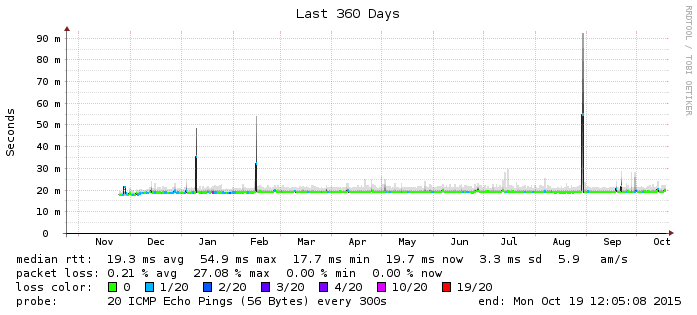 Last 360 Days
RRDTOOL / TOBI OETIKER
Seconds
90 m
80 m
70 m
60 m
50 m
40 m
30 m
20 m
10 m
0
Nov Dec Jan Feb Mar Apr May Jun Jul Aug Sep Oct
median rtt: 19.3 ms avg 54.9 ms max 17.7 ms min 19.7 ms now 3.3 ms sd 5.9 am/s
packet loss: 0.21 % avg 27.08 % max 0.00 % min 0.00 % now
loss color: 0 1/20 2/20 3/20 4/20 10/20 19/20
probe: 20 ICMP Echo Pings (56 Bytes) every 300s end: Mon Oct 19 12:05:08 2015